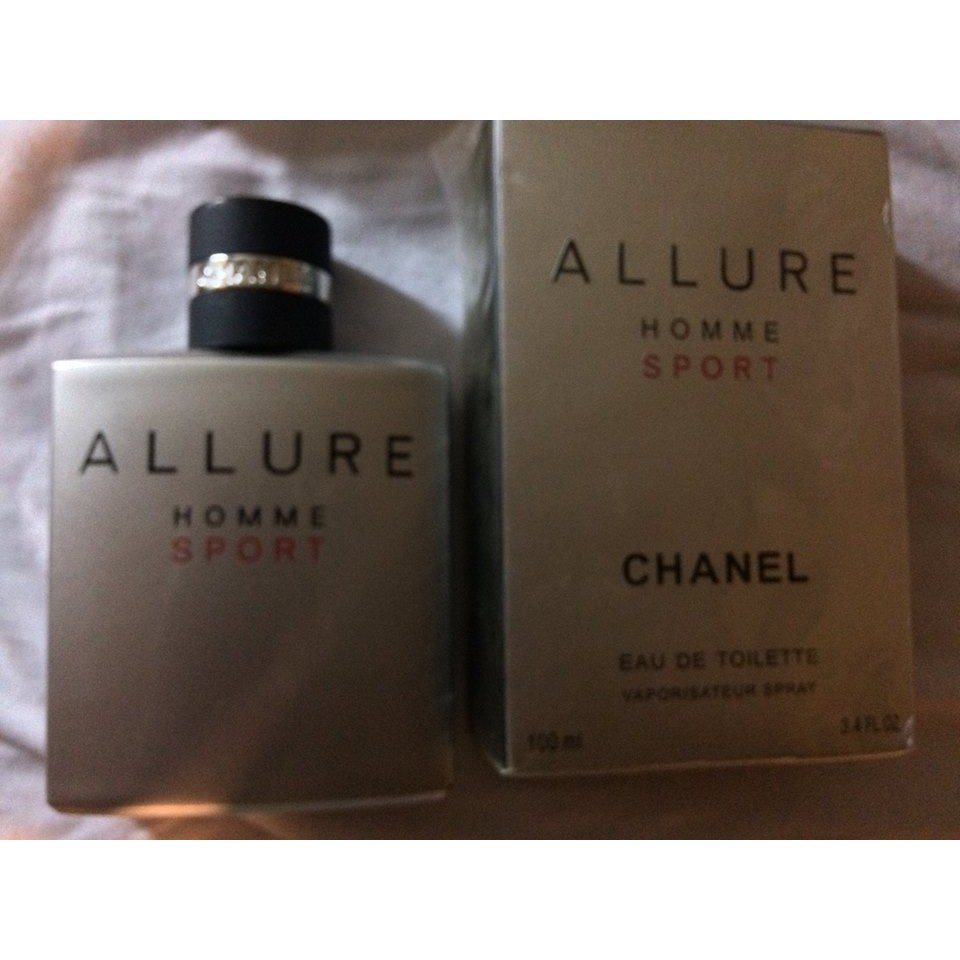 ALLURE
HOMME
SPORT
ALLURE
HOMME
SPORT
CHANEL
EAU DE TOILETTE
VAPORISATEUR SPRAY
100 ml
3.4 FL OZ